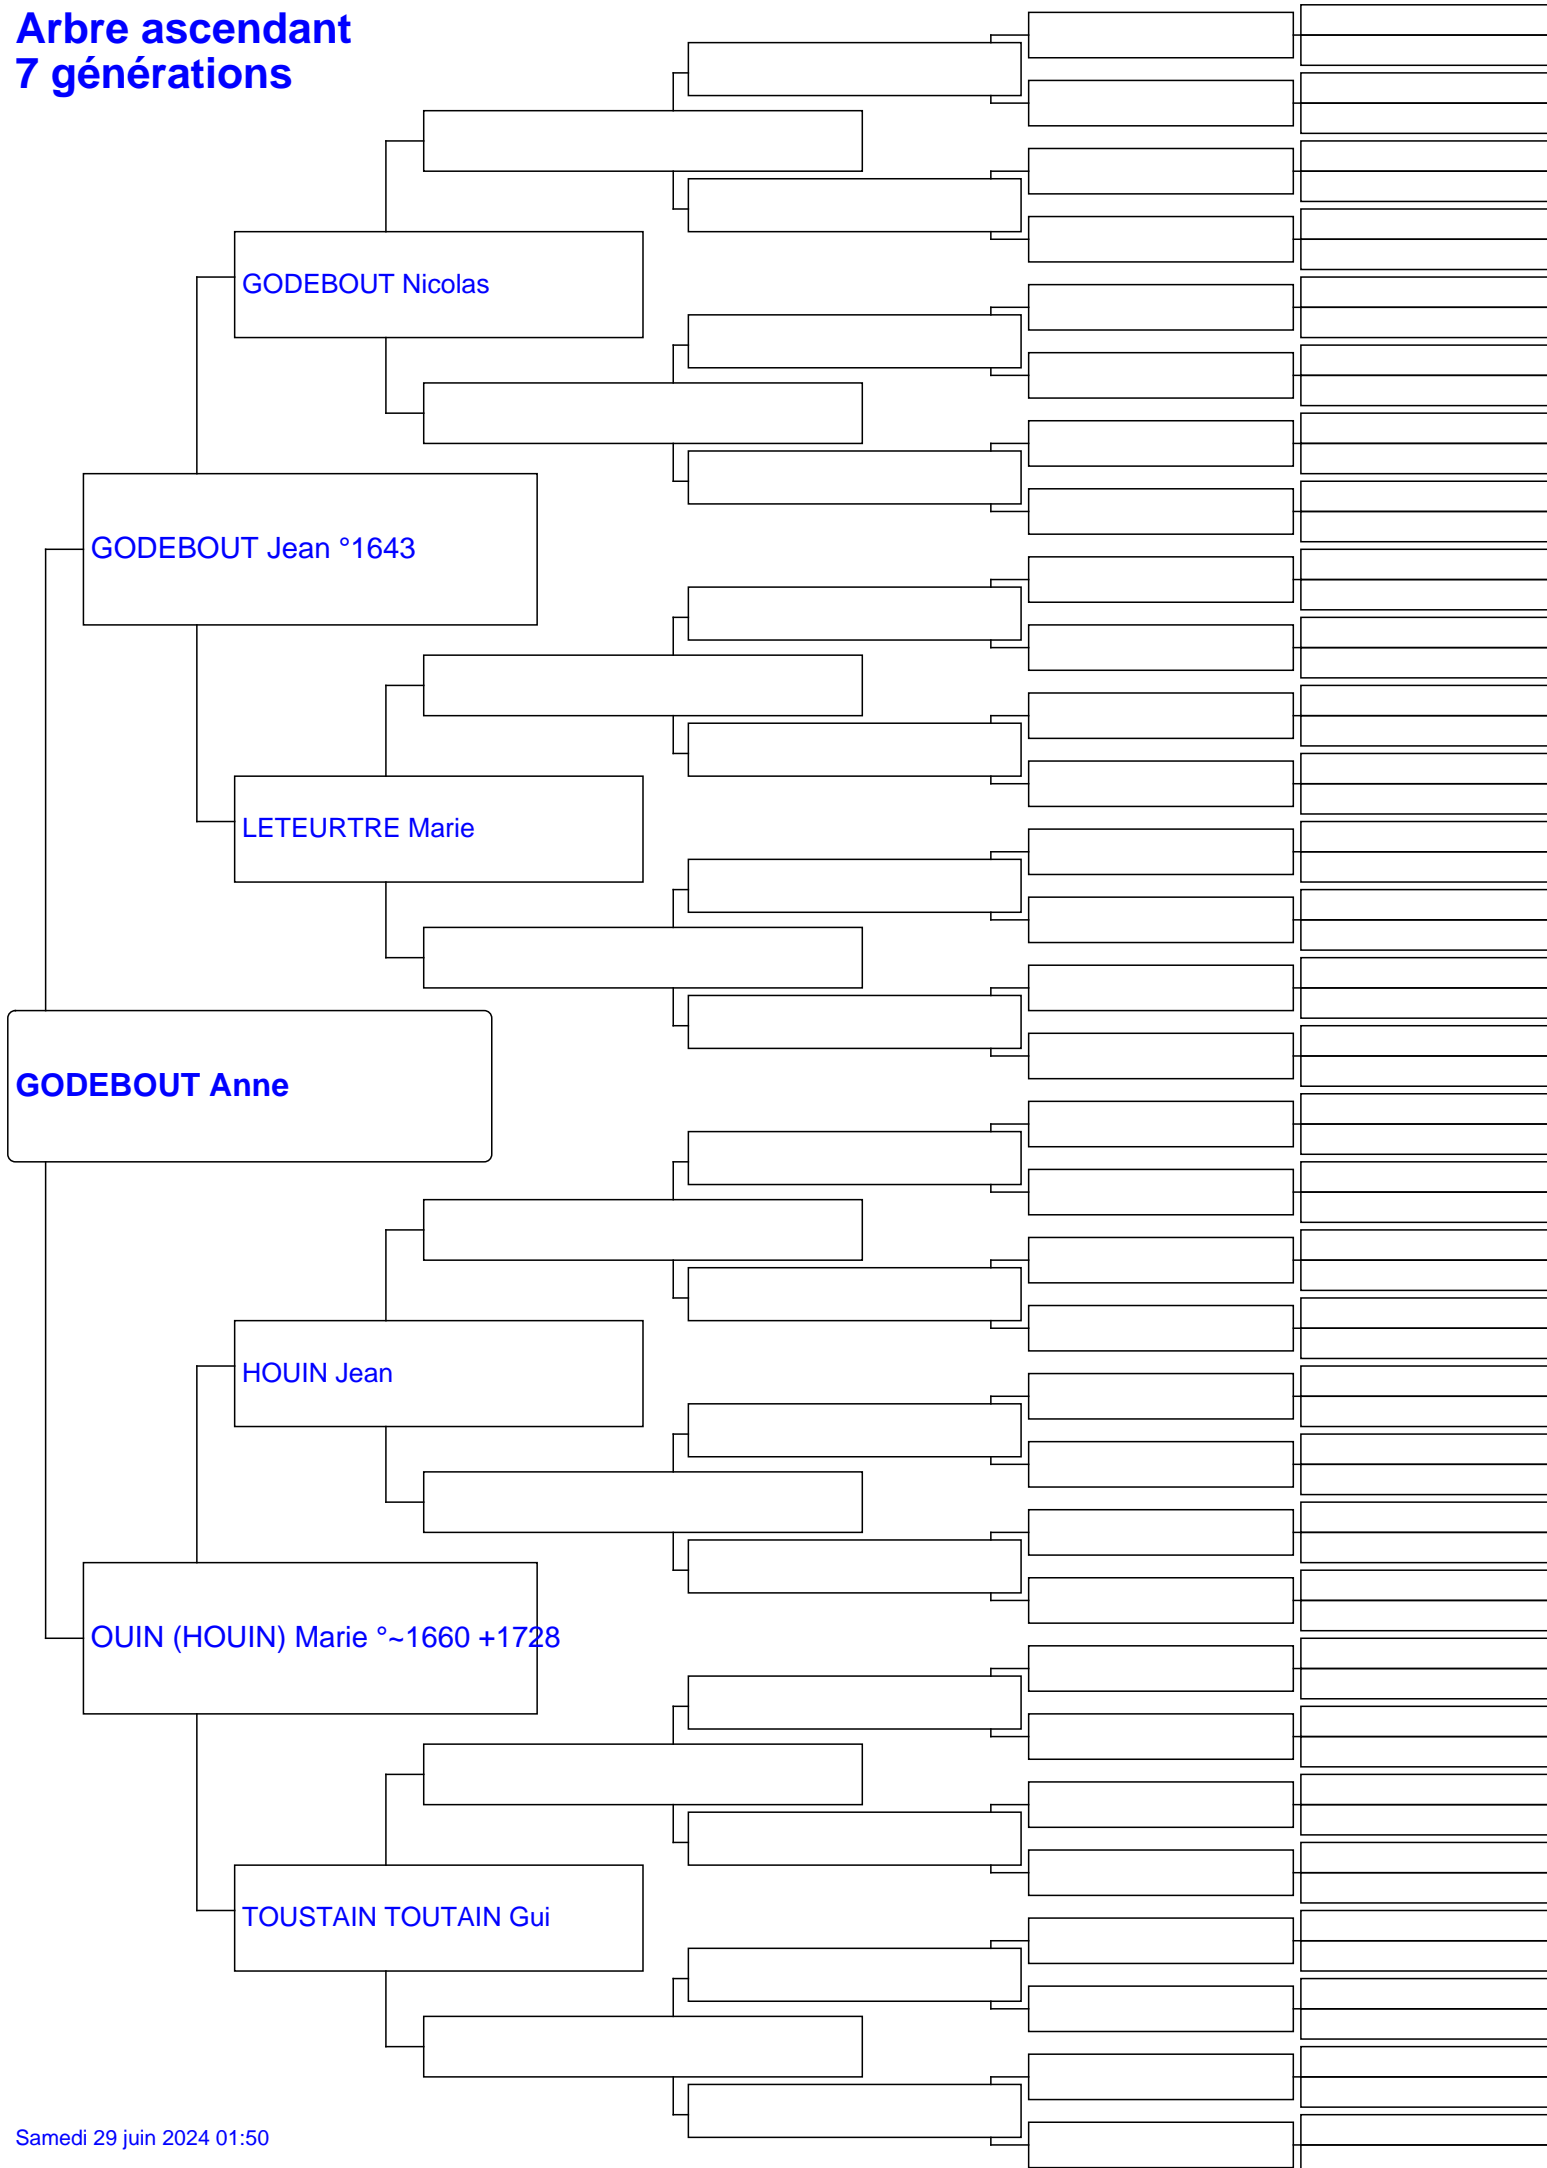 Arbre ascendant
7 générations
GODEBOUT Nicolas
GODEBOUT Jean °1643
LETEURTRE Marie
GODEBOUT Anne
HOUIN Jean
OUIN (HOUIN) Marie °~1660 +1728
TOUSTAIN TOUTAIN Gui
Samedi 29 juin 2024 01:50